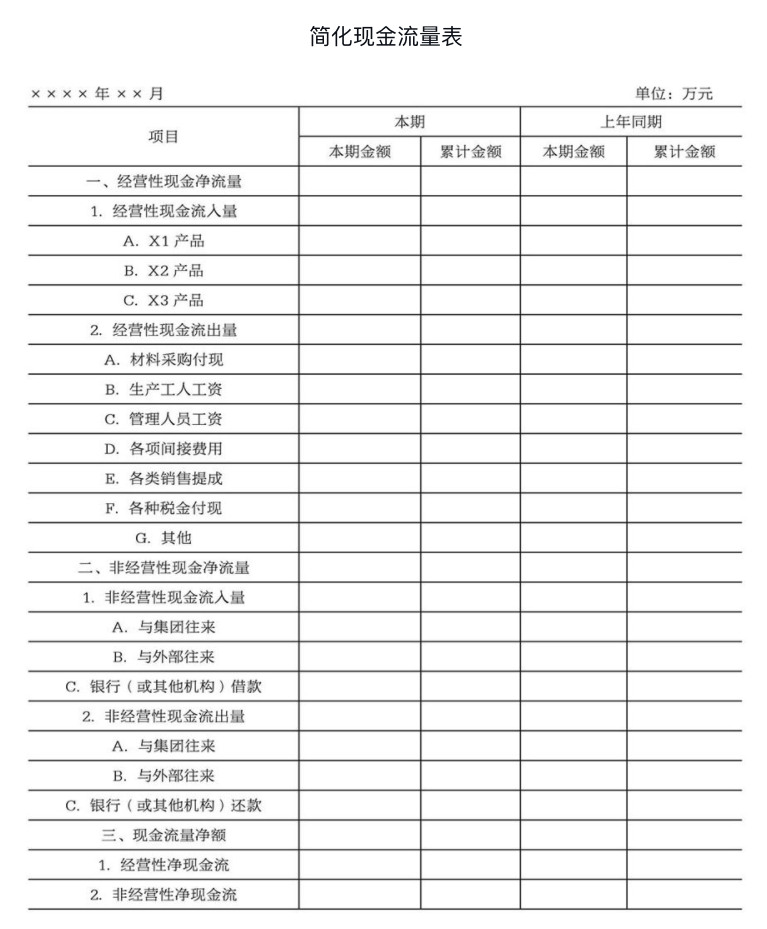 简化现金流量表
××××年××月 单位：万元
项目 本期 上年同期
本期金额 累计金额 本期金额 累计金额
一、经营性现金净流量
1. 经营性现金流入量
A. X1 产品
B. X2 产品
C. X3 产品
2. 经营性现金流出量
A. 材料采购付现
B. 生产工人工资
C. 管理人员工资
D. 各项间接费用
E. 各类销售提成
F. 各种税金付现
G. 其他
二、非经营性现金净流量
1. 非经营性现金流入量
A. 与集团往来
B. 与外部往来
C. 银行（或其他机构）借款
2. 非经营性现金流出量
A. 与集团往来
B. 与外部往来
C. 银行（或其他机构）还款
三、现金流量净额
1. 经营性净现金流
2. 非经营性净现金流